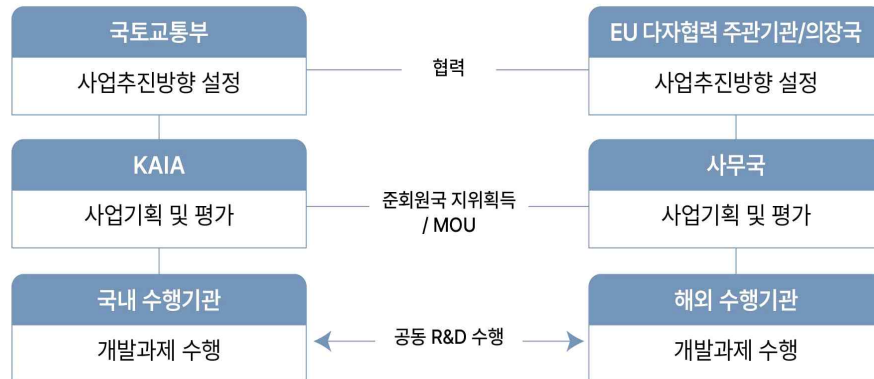 국토교통부
EU 다자협력 주관기관/의장국
사업추진방향 설정
협력
사업추진방향 설정
KAIA
사무국
사업기획 및 평가
준회원국 지위획득
/ MOU
사업기획 및 평가
국내 수행기관
해외 수행기관
개발과제 수행
공동 R&D 수행
개발과제 수행